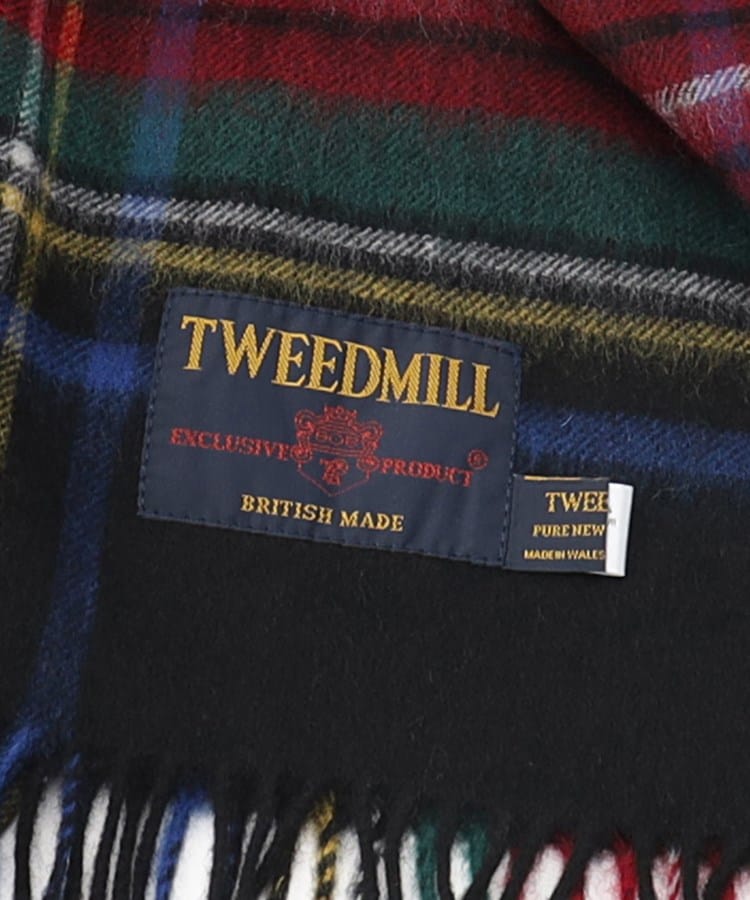 TWEEDMILL
EXCLUSIVE PRODUCT ®
BRITISH MADE
TWEE
PURE NEW
MADE IN WALES